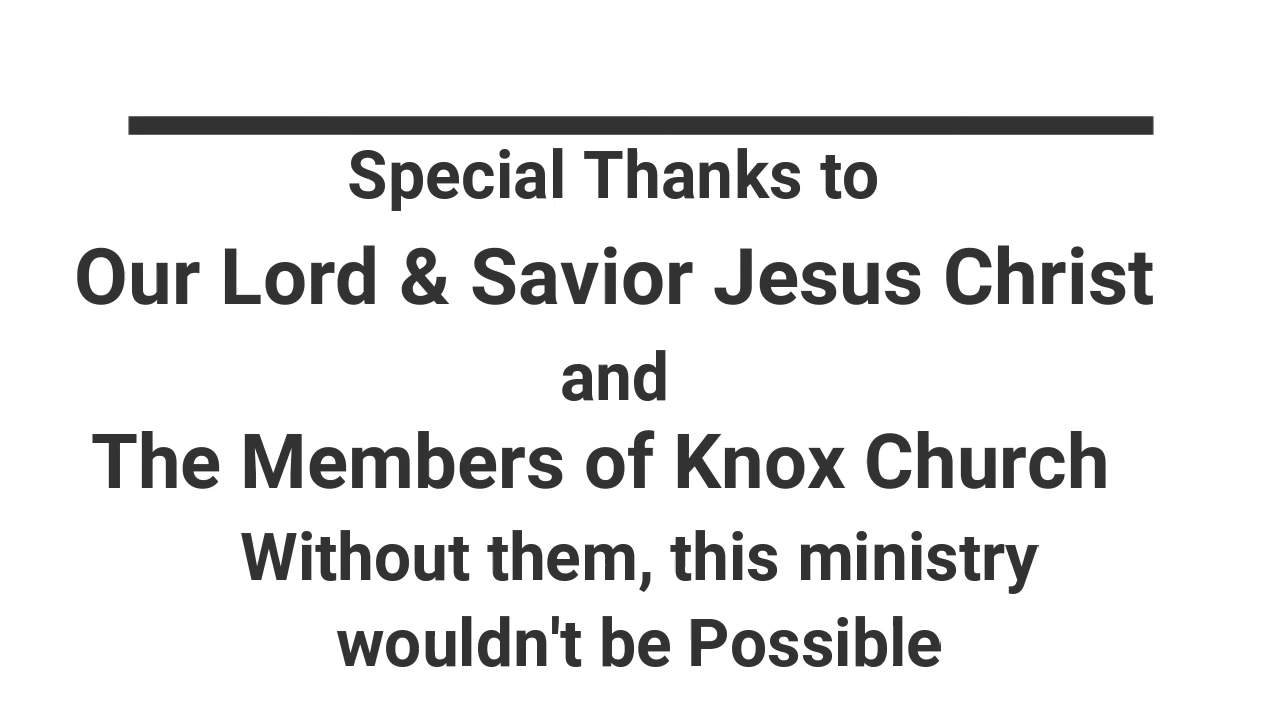 Special Thanks to
Our Lord & Savior Jesus Christ
and
The Members of Knox Church
Without them, this ministry
wouldn't be Possible